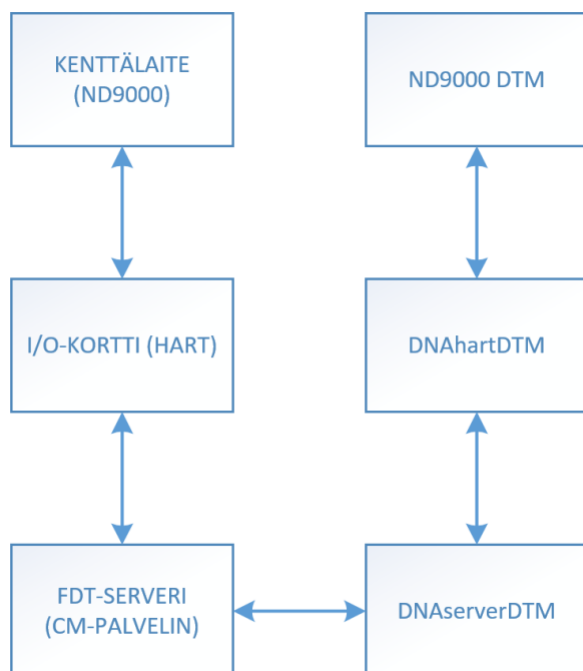 KENTTÄLAITE
(ND9000)
ND9000 DTM
I/O-KORTTI (HART)
DNAhartDTM
FDT-SERVERI
(CM-PALVELIN)
DNAserverDTM